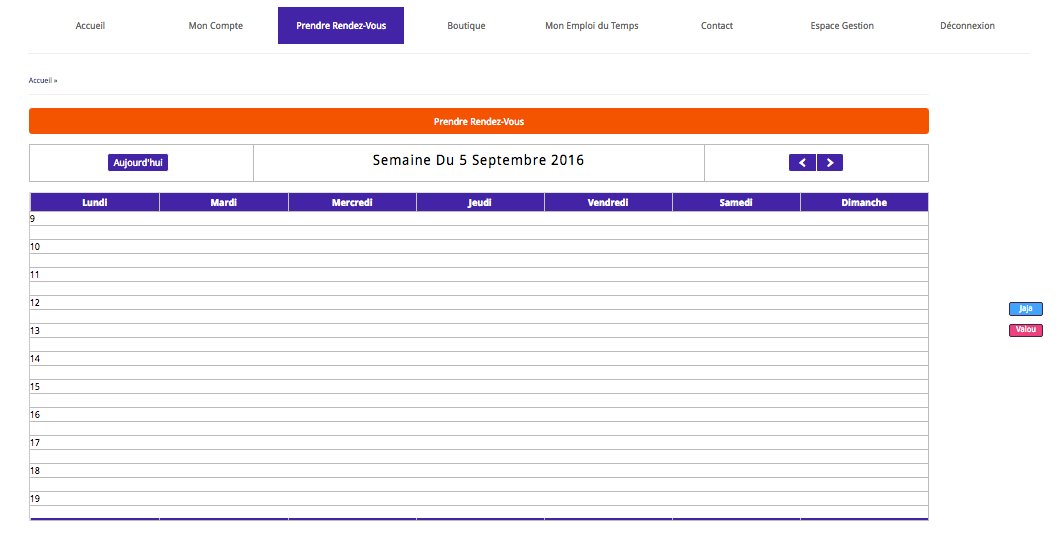 Accueil Mon Compte Prendre Rendez-Vous Boutique Mon Emploi du Temps Contact Espace Gestion Déconnexion
Accueil »
Prendre Rendez-Vous
Aujourd'hui Semaine Du 5 Septembre 2016
Lundi Mardi Mercredi Jeudi Vendredi Samedi Dimanche
9
10
11
12
Jaja
13
Valou
14
15
16
17
18
19